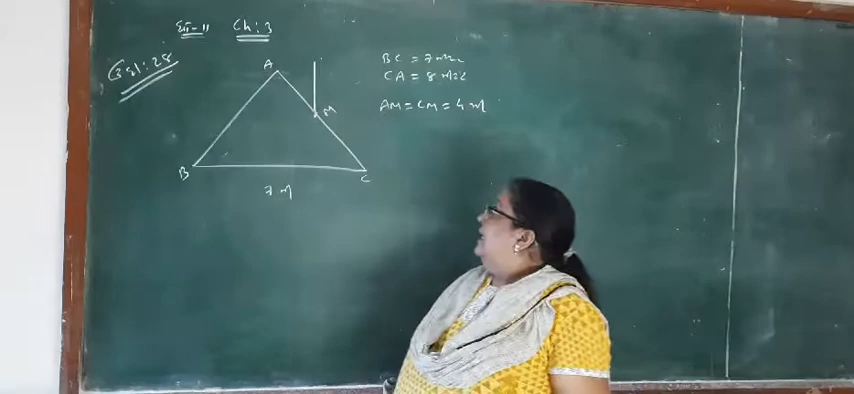 Ch:3
A
B
C
M
7 m
BC = 7
CA = 8
AM = CM = 4 m